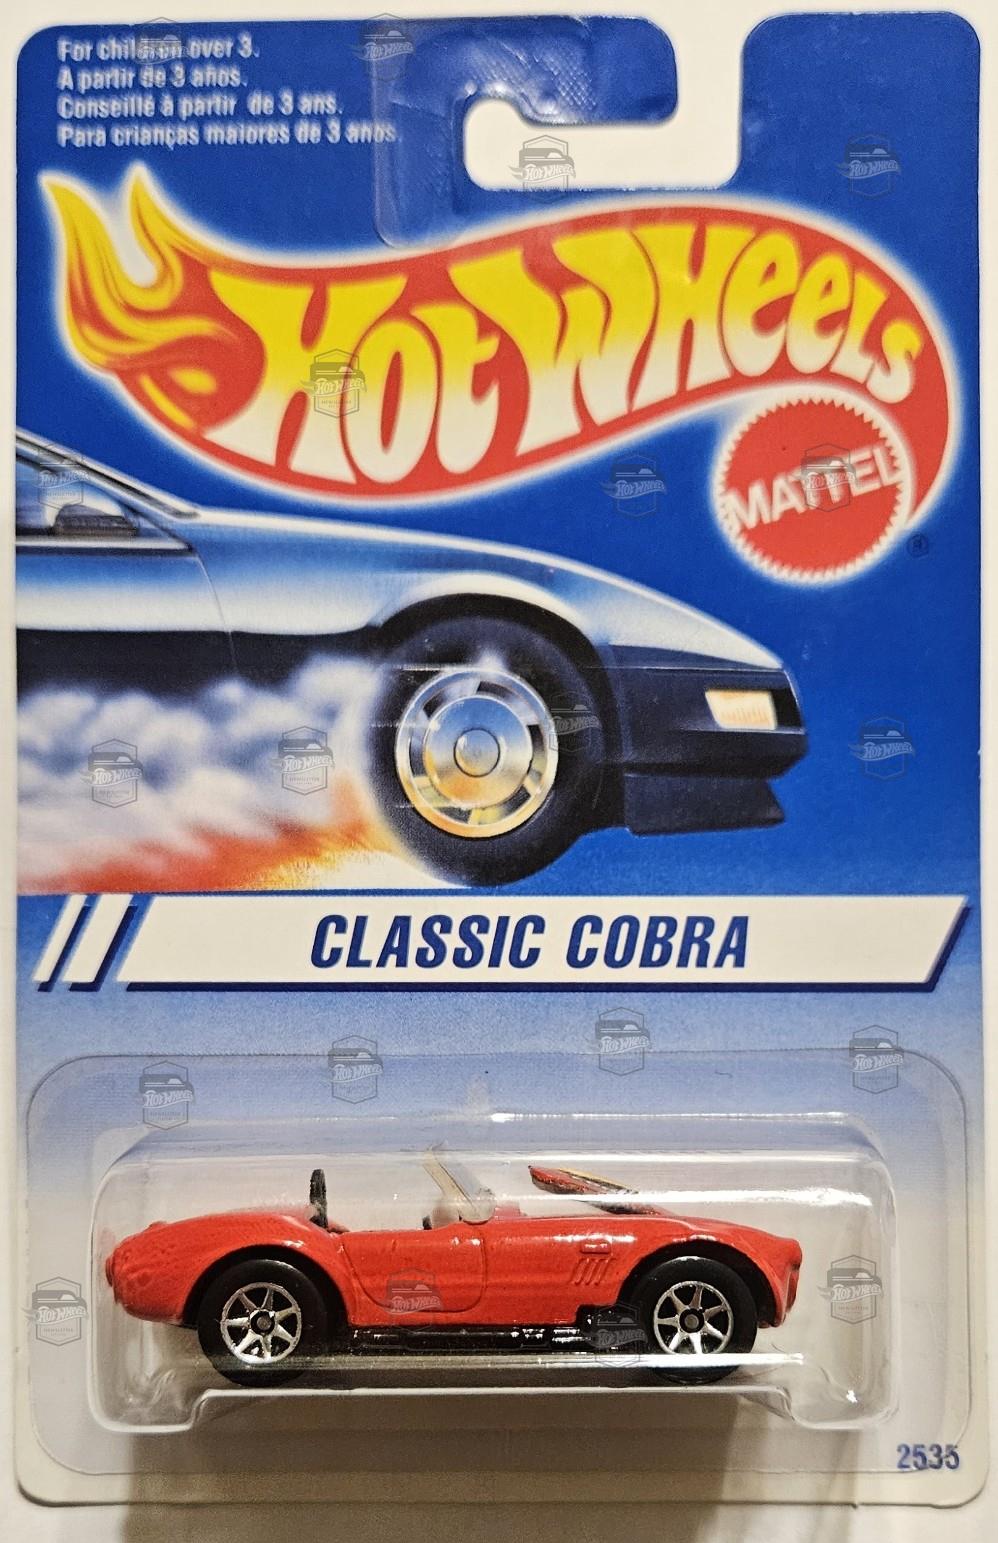 For children over 3.
A partir de 3 años.
Conseillé à partir de 3 ans.
Para crianças maiores de 3 anos.
Hot Wheels
MATTEL
®
CLASSIC COBRA
2535